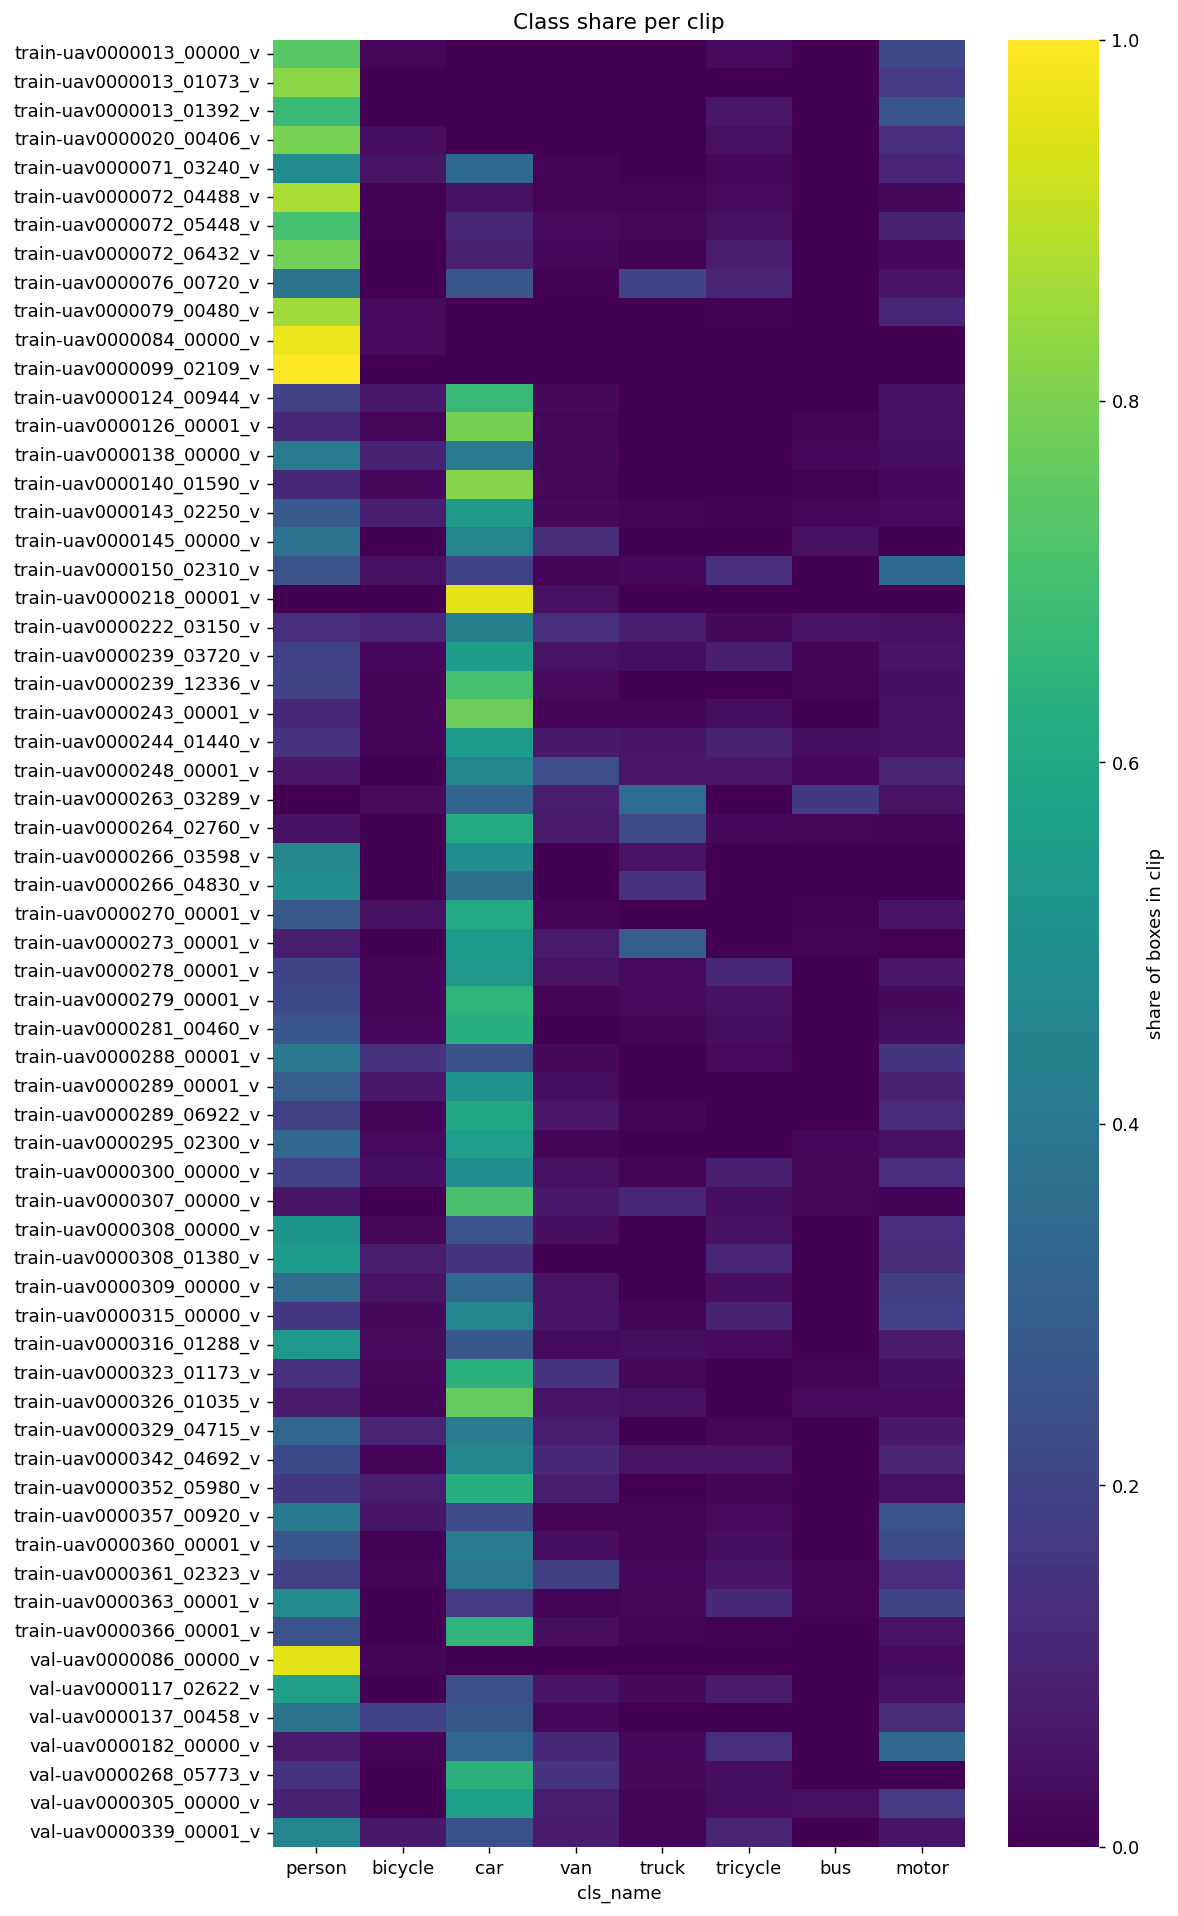 Class share per clip
train-uav0000013_00000_v
train-uav0000013_01073_v
train-uav0000013_01392_v
train-uav0000020_00406_v
train-uav0000071_03240_v
train-uav0000072_04488_v
train-uav0000072_05448_v
train-uav0000072_06432_v
train-uav0000076_00720_v
train-uav0000079_00480_v
train-uav0000084_00000_v
train-uav0000099_02109_v
train-uav0000124_00944_v
train-uav0000126_00001_v
train-uav0000138_00000_v
train-uav0000140_01590_v
train-uav0000143_02250_v
train-uav0000145_00000_v
train-uav0000150_02310_v
train-uav0000218_00001_v
train-uav0000222_03150_v
train-uav0000239_03720_v
train-uav0000239_12336_v
train-uav0000243_00001_v
train-uav0000244_01440_v
train-uav0000248_00001_v
train-uav0000263_03289_v
train-uav0000264_02760_v
train-uav0000266_03598_v
train-uav0000266_04830_v
train-uav0000270_00001_v
train-uav0000273_00001_v
train-uav0000278_00001_v
train-uav0000279_00001_v
train-uav0000281_00460_v
train-uav0000288_00001_v
train-uav0000289_00001_v
train-uav0000289_06922_v
train-uav0000295_02300_v
train-uav0000300_00000_v
train-uav0000307_00000_v
train-uav0000308_00000_v
train-uav0000308_01380_v
train-uav0000309_00000_v
train-uav0000315_00000_v
train-uav0000316_01288_v
train-uav0000323_01173_v
train-uav0000326_01035_v
train-uav0000329_04715_v
train-uav0000342_04692_v
train-uav0000352_05980_v
train-uav0000357_00920_v
train-uav0000360_00001_v
train-uav0000361_02323_v
train-uav0000363_00001_v
train-uav0000366_00001_v
val-uav0000086_00000_v
val-uav0000117_02622_v
val-uav0000137_00458_v
val-uav0000182_00000_v
val-uav0000268_05773_v
val-uav0000305_00000_v
val-uav0000339_00001_v
person bicycle car van truck tricycle bus motor
cls_name
1.0
0.8
0.6
0.4
0.2
0.0
share of boxes in clip